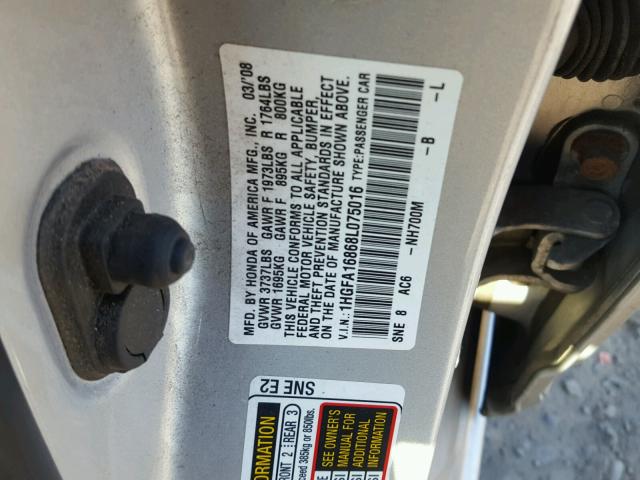 MFD. BY HONDA OF AMERICA MFG., INC. 03/'08
GVWR 3737LBS GAWR F 1973LBS R 1764LBS
GVWR 1695KG GAWR F 895KG R 800KG
THIS VEHICLE CONFORMS TO ALL APPLICABLE
FEDERAL MOTOR VEHICLE SAFETY, BUMPER,
AND THEFT PREVENTION STANDARDS IN EFFECT
ON THE DATE OF MANUFACTURE SHOWN ABOVE.
V.I.N.: 1HGFA16868L075016 TYPE:PASSENGER CAR
SNE 8 AC6 -NH700M -B -L
SNE E2
FRONT 2 REAR 3
385kg or 850lbs.
SEE OWNER'S
MANUAL FOR
ADDITIONAL
INFORMATION